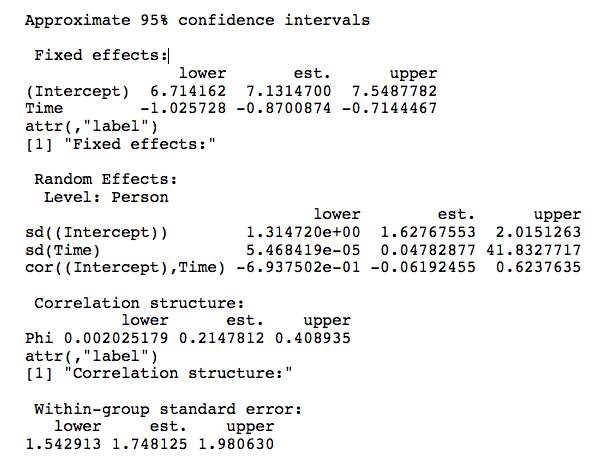 Approximate 95% confidence intervals
Fixed effects:
lower est. upper
(Intercept) 6.714162 7.1314700 7.5487782
Time -1.025728 -0.8700874 -0.7144467
attr(,"label")
[1] "Fixed effects:"
Random Effects:
Level: Person
lower est. upper
sd((Intercept)) 1.314720e+00 1.62767553 2.0151263
sd(Time) 5.468419e-05 0.04782877 41.8327717
cor((Intercept),Time) -6.937502e-01 -0.06192455 0.6237635
Correlation structure:
lower est. upper
Phi 0.002025179 0.2147812 0.408935
attr(,"label")
[1] "Correlation structure:"
Within-group standard error:
lower est. upper
1.542913 1.748125 1.980630